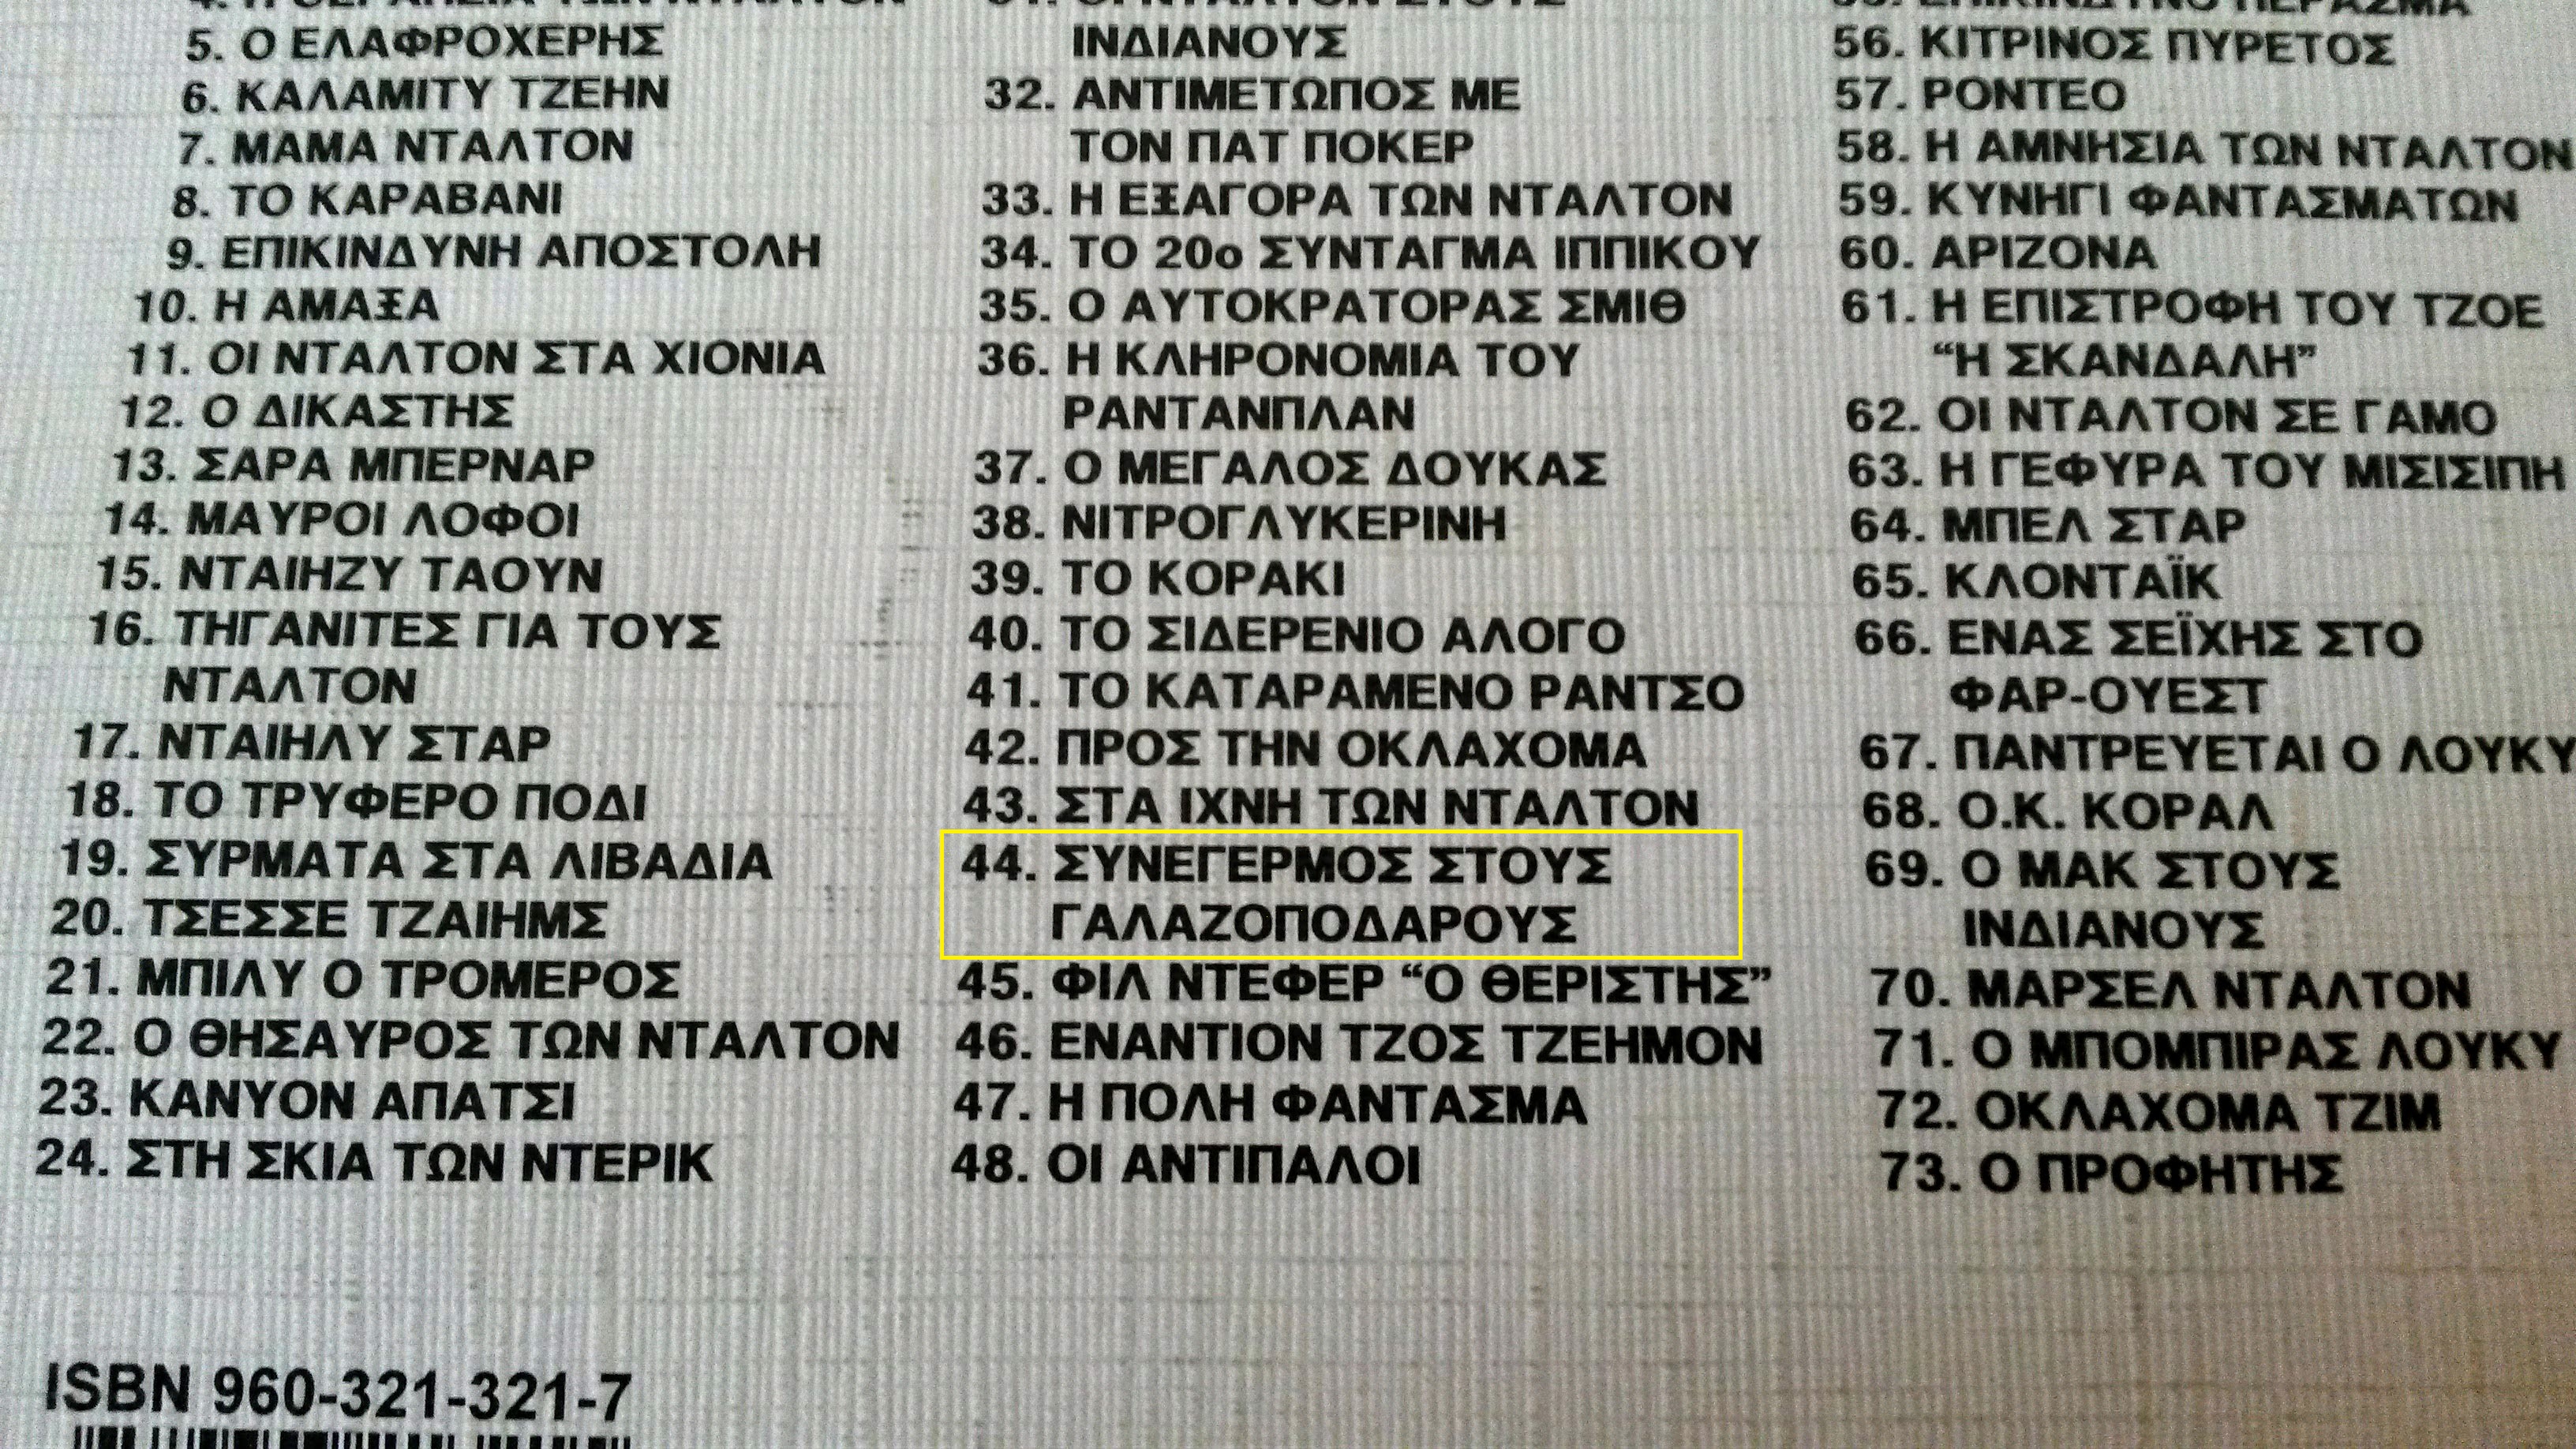 5. Ο ΕΛΑΦΡΟΧΕΡΗΣ
6. ΚΑΛΑΜΙΤΥ ΤΖΕΗΝ
7. ΜΑΜΑ ΝΤΑΛΤΟΝ
8. ΤΟ ΚΑΡΑΒΑΝΙ
9. ΕΠΙΚΙΝΔΥΝΗ ΑΠΟΣΤΟΛΗ
10. Η ΑΜΑΞΑ
11. ΟΙ ΝΤΑΛΤΟΝ ΣΤΑ ΧΙΟΝΙΑ
12. Ο ΔΙΚΑΣΤΗΣ
13. ΣΑΡΑ ΜΠΕΡΝΑΡ
14. ΜΑΥΡΟΙ ΛΟΦΟΙ
15. ΝΤΑΙΗΖΥ ΤΑΟΥΝ
16. ΤΗΓΑΝΙΤΕΣ ΓΙΑ ΤΟΥΣ
ΝΤΑΛΤΟΝ
17. ΝΤΑΙΗΛΥ ΣΤΑΡ
18. ΤΟ ΤΡΥΦΕΡΟ ΠΟΔΙ
19. ΣΥΡΜΑΤΑ ΣΤΑ ΛΙΒΑΔΙΑ
20. ΤΣΕΣΣΕ ΤΖΑΙΗΜΣ
21. ΜΠΙΛΥ Ο ΤΡΟΜΕΡΟΣ
22. Ο ΘΗΣΑΥΡΟΣ ΤΩΝ ΝΤΑΛΤΟΝ
23. ΚΑΝΥΟΝ ΑΠΑΤΣΙ
24. ΣΤΗ ΣΚΙΑ ΤΩΝ ΝΤΕΡΙΚ
ΙΝΔΙΑΝΟΥΣ
32. ΑΝΤΙΜΕΤΩΠΟΣ ΜΕ
ΤΟΝ ΠΑΤ ΠΟΚΕΡ
33. Η ΕΞΑΓΟΡΑ ΤΩΝ ΝΤΑΛΤΟΝ
34. ΤΟ 20ο ΣΥΝΤΑΓΜΑ ΙΠΠΙΚΟΥ
35. Ο ΑΥΤΟΚΡΑΤΟΡΑΣ ΣΜΙΘ
36. Η ΚΛΗΡΟΝΟΜΙΑ ΤΟΥ
ΡΑΝΤΑΝΠΛΑΝ
37. Ο ΜΕΓΑΛΟΣ ΔΟΥΚΑΣ
38. ΝΙΤΡΟΓΛΥΚΕΡΙΝΗ
39. ΤΟ ΚΟΡΑΚΙ
40. ΤΟ ΣΙΔΕΡΕΝΙΟ ΑΛΟΓΟ
41. ΤΟ ΚΑΤΑΡΑΜΕΝΟ ΡΑΝΤΣΟ
42. ΠΡΟΣ ΤΗΝ ΟΚΛΑΧΟΜΑ
43. ΣΤΑ ΙΧΝΗ ΤΩΝ ΝΤΑΛΤΟΝ
44. ΣΥΝΕΓΕΡΜΟΣ ΣΤΟΥΣ
ΓΑΛΑΖΟΠΟΔΑΡΟΥΣ
45. ΦΙΛ ΝΤΕΦΕΡ “Ο ΘΕΡΙΣΤΗΣ”
46. ΕΝΑΝΤΙΟΝ ΤΖΟΣ ΤΖΕΗΜΟΝ
47. Η ΠΟΛΗ ΦΑΝΤΑΣΜΑ
48. ΟΙ ΑΝΤΙΠΑΛΟΙ
56. ΚΙΤΡΙΝΟΣ ΠΥΡΕΤΟΣ
57. ΡΟΝΤΕΟ
58. Η ΑΜΝΗΣΙΑ ΤΩΝ ΝΤΑΛΤΟΝ
59. ΚΥΝΗΓΙ ΦΑΝΤΑΣΜΑΤΩΝ
60. ΑΡΙΖΟΝΑ
61. Η ΕΠΙΣΤΡΟΦΗ ΤΟΥ ΤΖΟΕ
“Η ΣΚΑΝΔΑΛΗ”
62. ΟΙ ΝΤΑΛΤΟΝ ΣΕ ΓΑΜΟ
63. Η ΓΕΦΥΡΑ ΤΟΥ ΜΙΣΙΣΙΠΗ
64. ΜΠΕΛ ΣΤΑΡ
65. ΚΛΟΝΤΑΪΚ
66. ΕΝΑΣ ΣΕΪΧΗΣ ΣΤΟ
ΦΑΡ-ΟΥΕΣΤ
67. ΠΑΝΤΡΕΥΕΤΑΙ Ο ΛΟΥΚΥ
68. Ο.Κ. ΚΟΡΑΛ
69. Ο ΜΑΚ ΣΤΟΥΣ
ΙΝΔΙΑΝΟΥΣ
70. ΜΑΡΣΕΛ ΝΤΑΛΤΟΝ
71. Ο ΜΠΟΜΠΙΡΑΣ ΛΟΥΚΥ
72. ΟΚΛΑΧΟΜΑ ΤΖΙΜ
73. Ο ΠΡΟΦΗΤΗΣ
ISBN 960-321-321-7